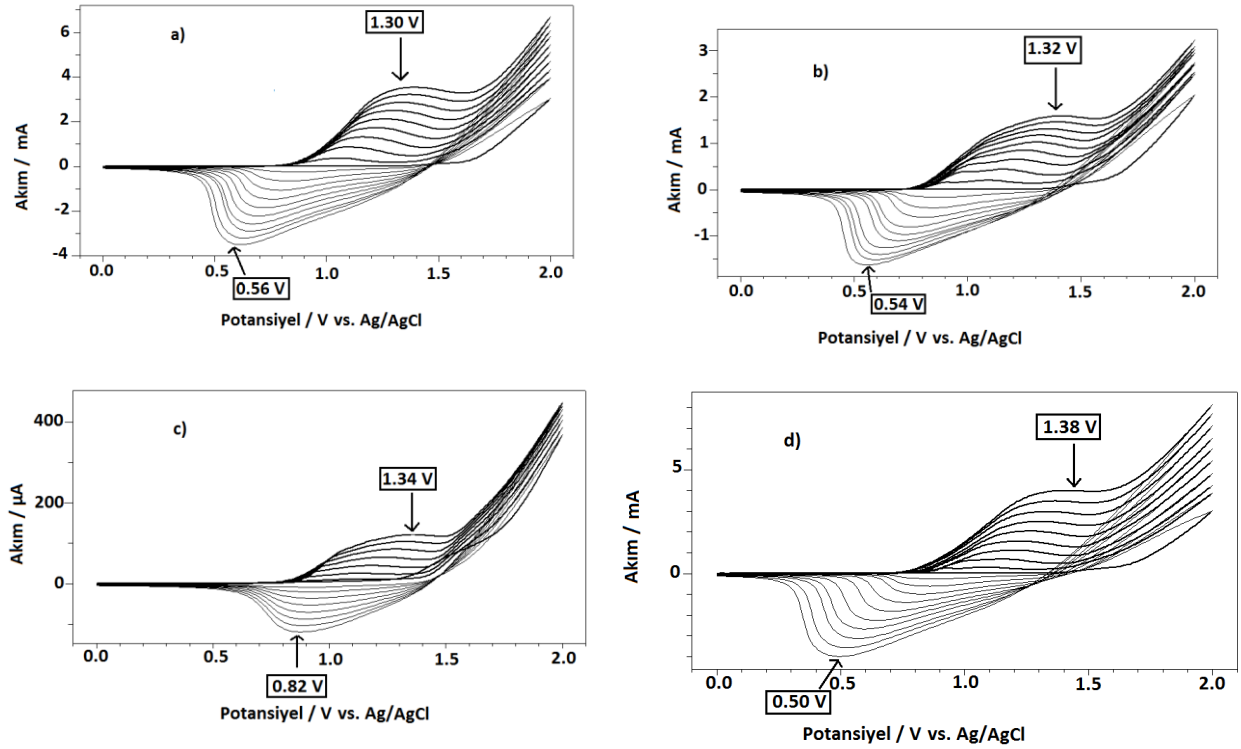 a)
1.30 V
6
4
2
0
-2
-4
Akım / mA
0.0
0.5
1.0
1.5
2.0
0.56 V
Potansiyel / V vs. Ag/AgCl
b)
1.32 V
3
2
1
0
-1
Akım / mA
0.0
0.5
1.0
1.5
2.0
0.54 V
Potansiyel / V vs. Ag/AgCl
c)
1.34 V
400
200
0
Akım / µA
0.0
0.5
1.0
1.5
2.0
0.82 V
Potansiyel / V vs. Ag/AgCl
d)
1.38 V
5
0
Akım / mA
0.0
0.5
1.0
1.5
2.0
0.50 V
Potansiyel / V vs. Ag/AgCl